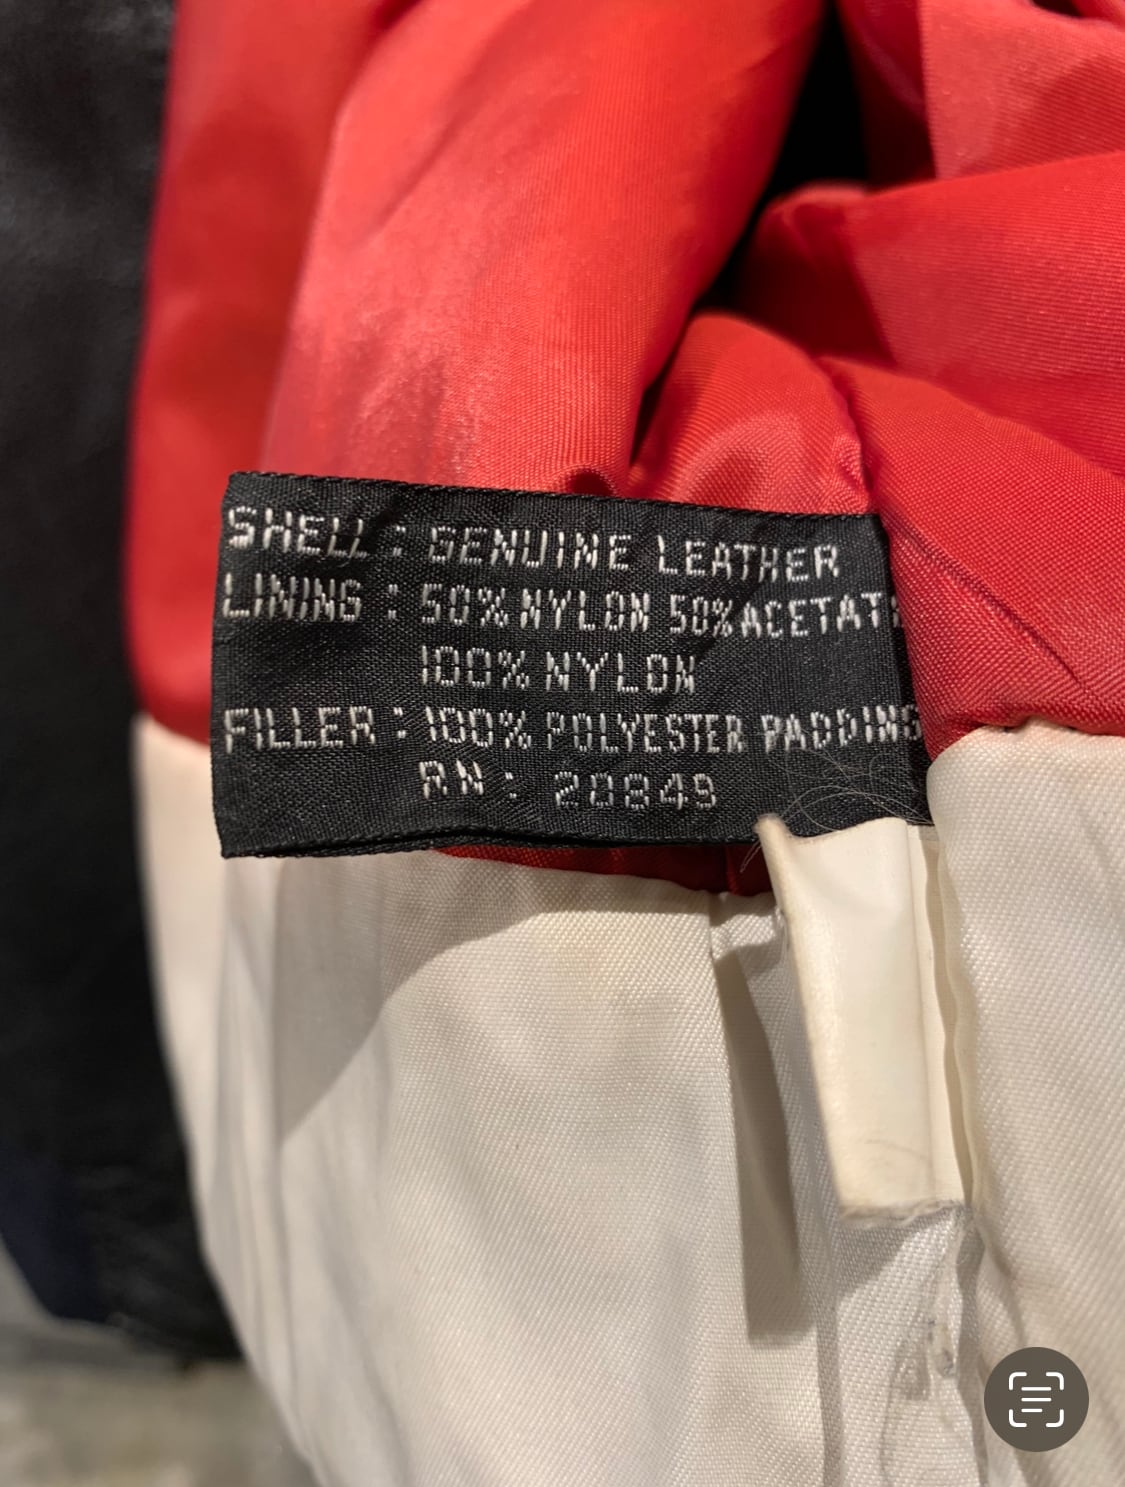 SHELL : GENUINE LEATHER
LINING : 50% NYLON 50% ACETATE
100% NYLON
FILLER : 100% POLYESTER PADDING
RN : 20849